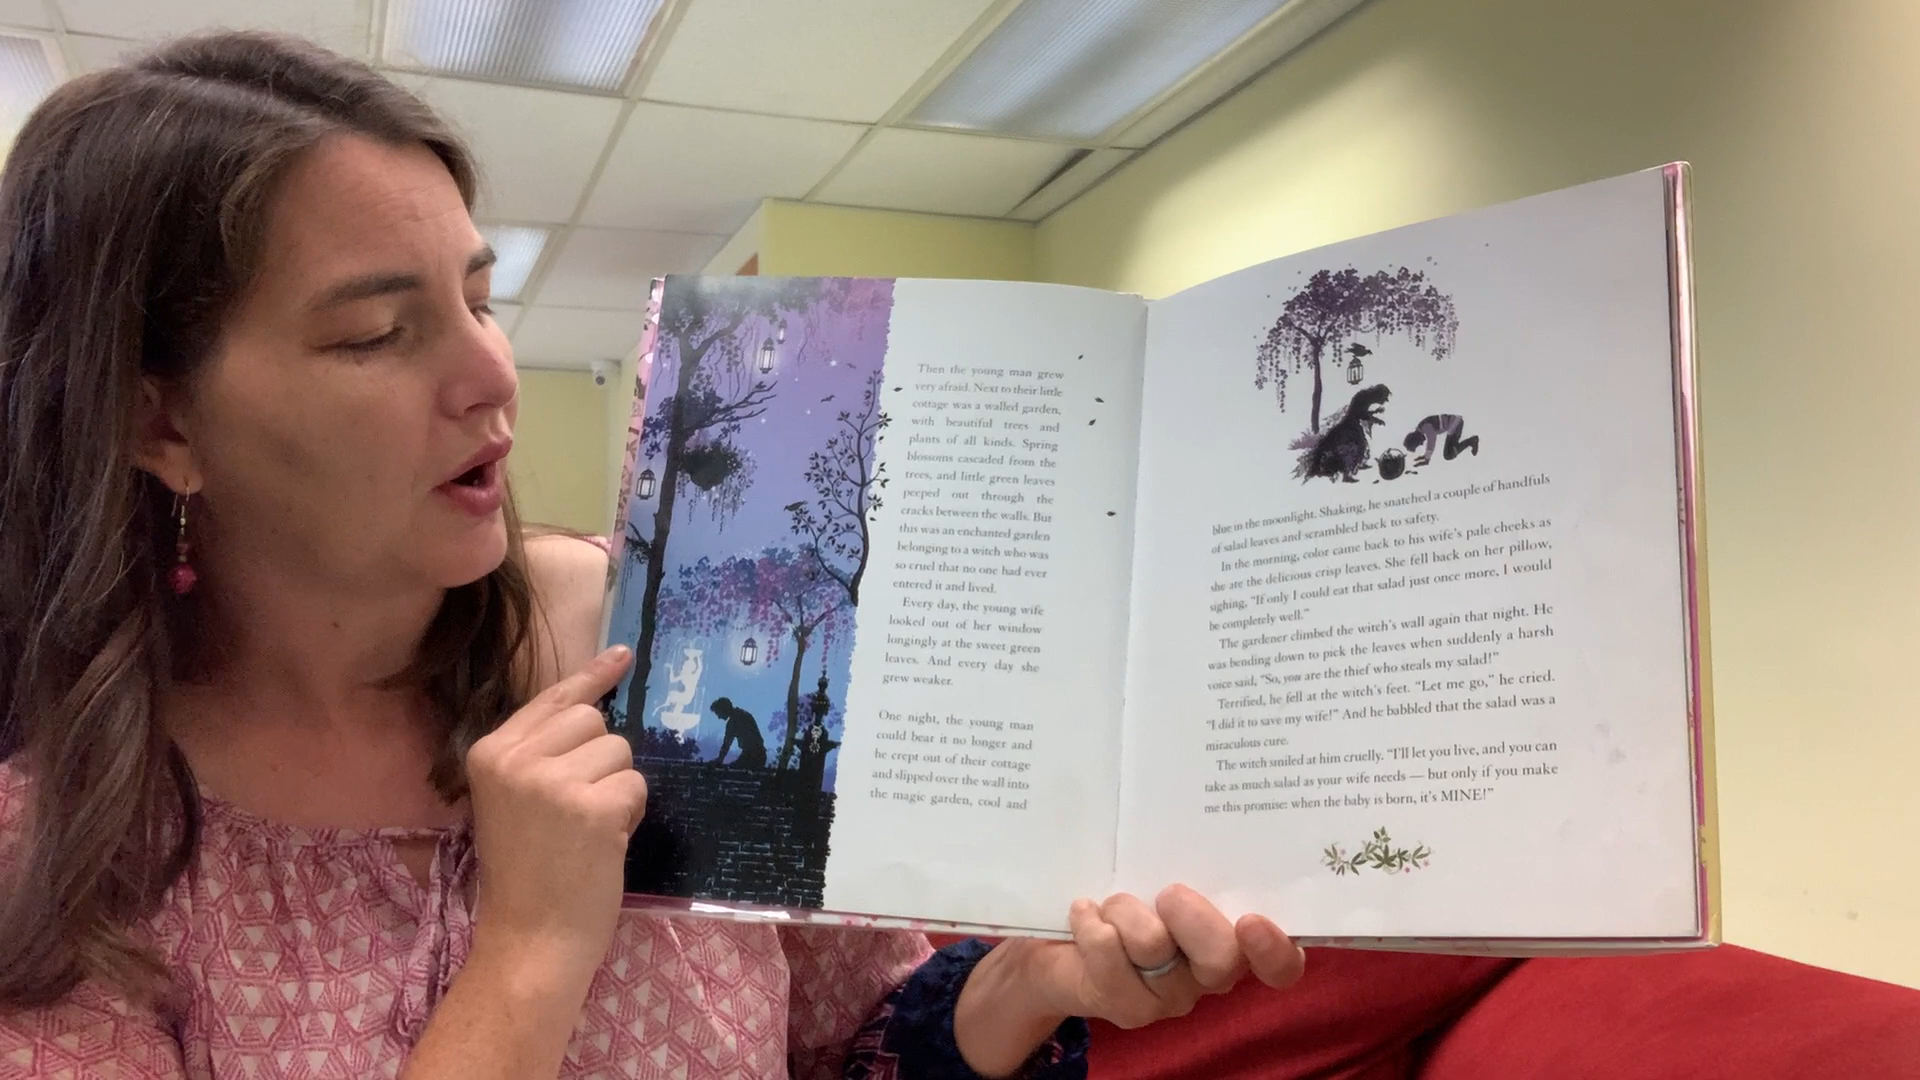 Then the young man grew
very afraid. Next to their little
cottage was a walled garden,
with beautiful trees and
plants of all kinds. Spring
blossoms cascaded from the
trees, and little green leaves
peeped out through the
cracks between the walls. But
this was an enchanted garden
belonging to a witch who was
so cruel that no one had ever
entered it and lived.
Every day, the young wife
looked out of her window
longingly at the sweet green
leaves. And every day she
grew weaker.
One night, the young man
could bear it no longer and
he crept out of their cottage
and slipped over the wall into
the magic garden, cool and
blue in the moonlight. Shaking, he snatched a couple of handfuls
of salad leaves and scrambled back to safety.
In the morning, color came back to his wife's pale cheeks as
she ate the delicious crisp leaves. She fell back on her pillow,
sighing, "If only I could eat that salad just once more, I would
be completely well."
The gardener climbed the witch's wall again that night. He
was bending down to pick the leaves when suddenly a harsh
voice said, "So, you are the thief who steals my salad!"
Terrified, he fell at the witch's feet. "Let me go," he cried.
"I did it to save my wife!" And he babbled that the salad was a
miraculous cure.
The witch smiled at him cruelly. "I'll let you live, and you can
take as much salad as your wife needs — but only if you make
me this promise: when the baby is born, it's MINE!"